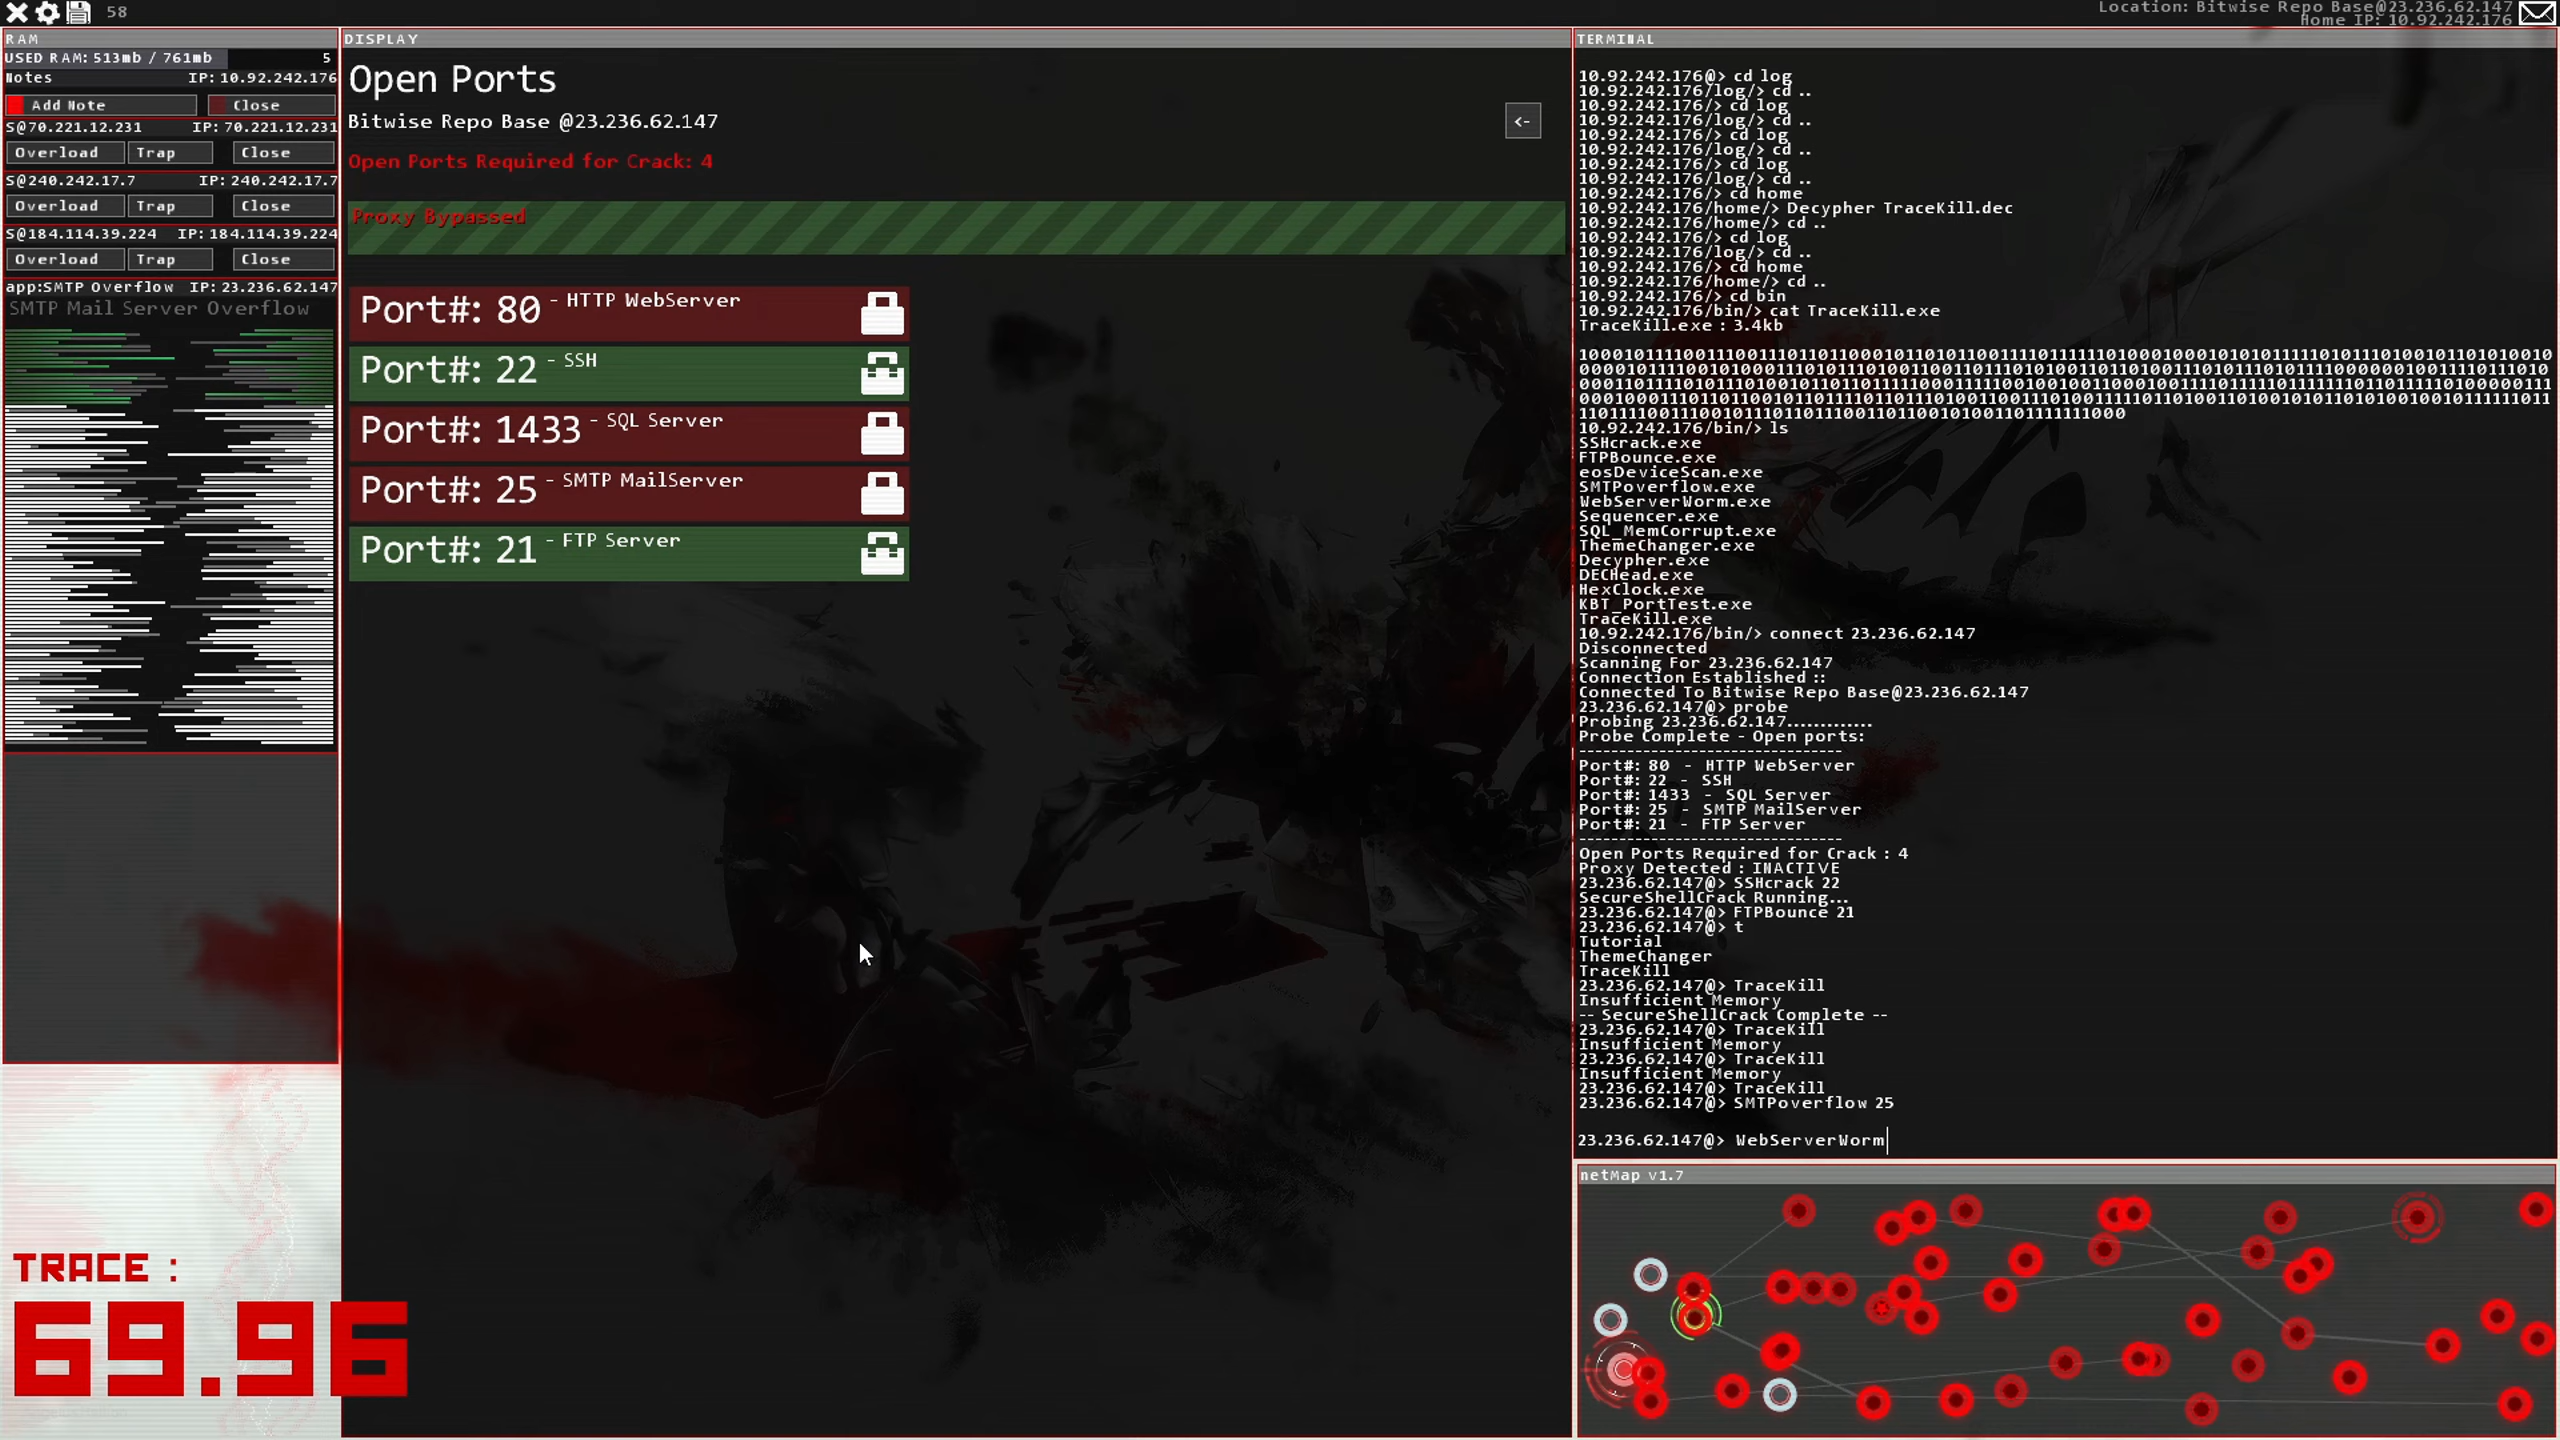 58
Location: Bitwise Repo Base@23.236.62.147
Home IP: 10.92.242.176
RAM
USED RAM: 513mb / 761mb 5
Notes IP: 10.92.242.176
Add Note Close
S@70.221.12.231 IP: 70.221.12.231
Overload Trap Close
S@240.242.17.7 IP: 240.242.17.7
Overload Trap Close
S@184.114.39.224 IP: 184.114.39.224
Overload Trap Close
app:SMTP Overflow IP: 23.236.62.147
SMTP Mail Server Overflow
TRACE :
69.96
DISPLAY
Open Ports
Bitwise Repo Base @23.236.62.147
<-
Open Ports Required for Crack: 4
Proxy Bypassed
Port#: 80 - HTTP WebServer
Port#: 22 - SSH
Port#: 1433 - SQL Server
Port#: 25 - SMTP MailServer
Port#: 21 - FTP Server
TERMINAL
10.92.242.176@> cd log
10.92.242.176/log/> cd ..
10.92.242.176@> cd log
10.92.242.176/log/> cd ..
10.92.242.176/> cd log
10.92.242.176/log/> cd ..
10.92.242.176/> cd log
10.92.242.176/log/> cd ..
10.92.242.176/> cd home
10.92.242.176/home/> Decypher TraceKill.dec
10.92.242.176/home/> cd ..
10.92.242.176/> cd log
10.92.242.176/log/> cd ..
10.92.242.176/> cd home
10.92.242.176/home/> cd ..
10.92.242.176/> cd bin
10.92.242.176/bin/> cat TraceKill.exe
TraceKill.exe : 3.4kb
10.92.242.176/bin/> ls
SSHcrack.exe
FTPBounce.exe
eosDeviceScan.exe
SMTPoverflow.exe
WebServerWorm.exe
Sequencer.exe
SQL_MemCorrupt.exe
ThemeChanger.exe
Decypher.exe
DECHead.exe
HexClock.exe
KBT_PortTest.exe
TraceKill.exe
10.92.242.176/bin/> connect 23.236.62.147
Disconnected
Scanning For 23.236.62.147
Connection Established ::
Connected To Bitwise Repo Base@23.236.62.147
23.236.62.147@> probe
Probing 23.236.62.147.............
Probe Complete - Open ports:
---------------------------------
Port#: 80 - HTTP WebServer
Port#: 22 - SSH
Port#: 1433 - SQL Server
Port#: 25 - SMTP MailServer
Port#: 21 - FTP Server
---------------------------------
Open Ports Required for Crack : 4
Proxy Detected : INACTIVE
23.236.62.147@> SSHcrack 22
SecureShellCrack Running...
23.236.62.147@> FTPBounce 21
23.236.62.147@> t
Tutorial
ThemeChanger
TraceKill
23.236.62.147@> TraceKill
Insufficient Memory
-- SecureShellCrack Complete --
23.236.62.147@> TraceKill
Insufficient Memory
23.236.62.147@> TraceKill
Insufficient Memory
23.236.62.147@> TraceKill
23.236.62.147@> SMTPoverflow 25
23.236.62.147@> WebServerWorm
netMap v1.7